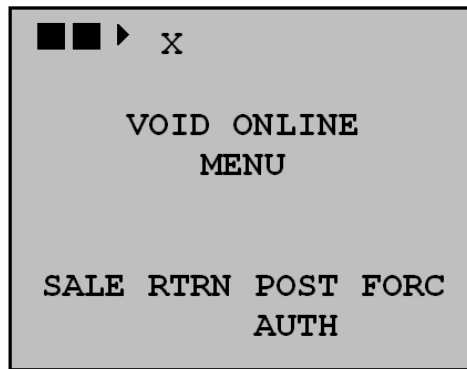 X
VOID ONLINE
MENU
SALE RTRN POST FORC
AUTH